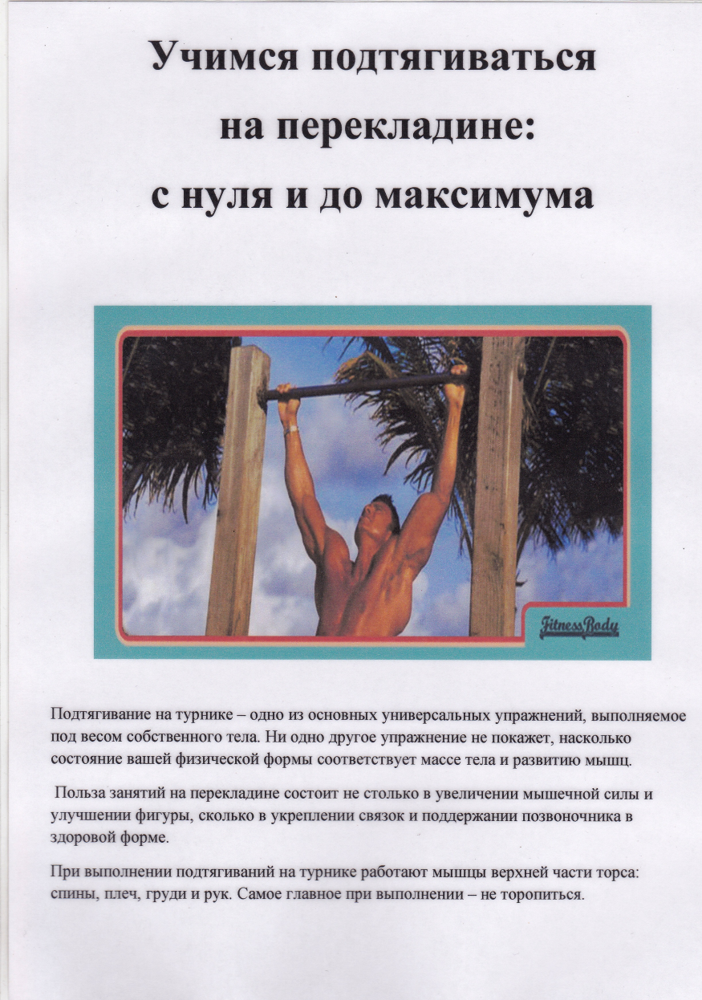 Учимся подтягиваться
на перекладине:
с нуля и до максимума
FitnessBody
Подтягивание на турнике – одно из основных универсальных упражнений, выполняемое
под весом собственного тела. Ни одно другое упражнение не покажет, насколько
состояние вашей физической формы соответствует массе тела и развитию мышц.
Польза занятий на перекладине состоит не столько в увеличении мышечной силы и
улучшении фигуры, сколько в укреплении связок и поддержании позвоночника в
здоровой форме.
При выполнении подтягиваний на турнике работают мышцы верхней части торса:
спины, плеч, груди и рук. Самое главное при выполнении – не торопиться.